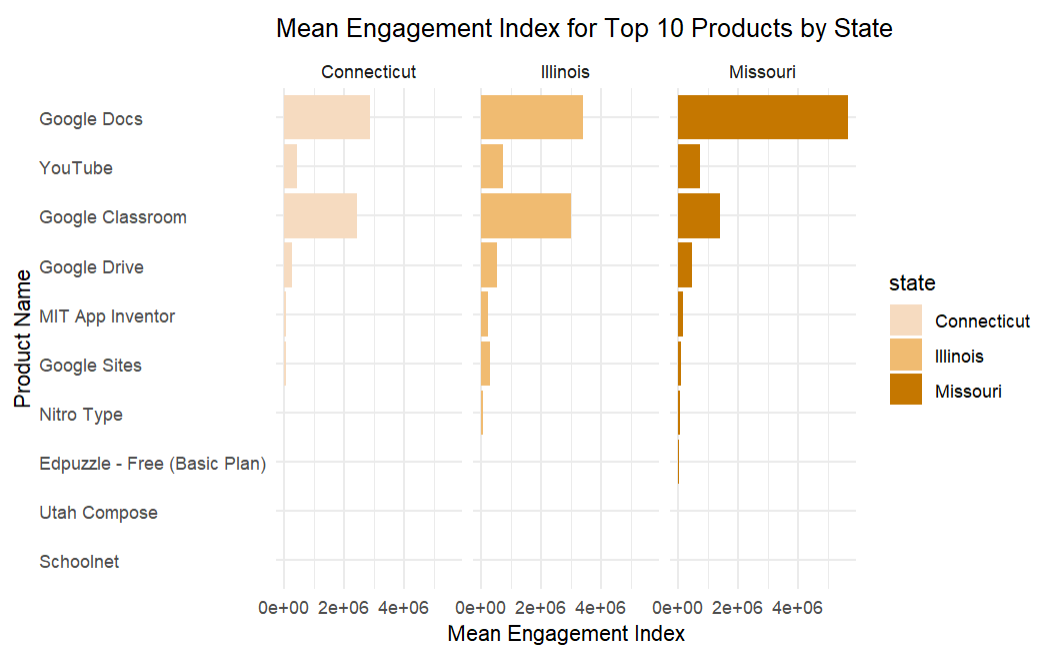 Mean Engagement Index for Top 10 Products by State
Connecticut
Illinois
Missouri
Product Name
Google Docs
YouTube
Google Classroom
Google Drive
MIT App Inventor
Google Sites
Nitro Type
Edpuzzle - Free (Basic Plan)
Utah Compose
Schoolnet
0e+00 2e+06 4e+06 0e+00 2e+06 4e+06 0e+00 2e+06 4e+06
Mean Engagement Index
state
Connecticut
Illinois
Missouri